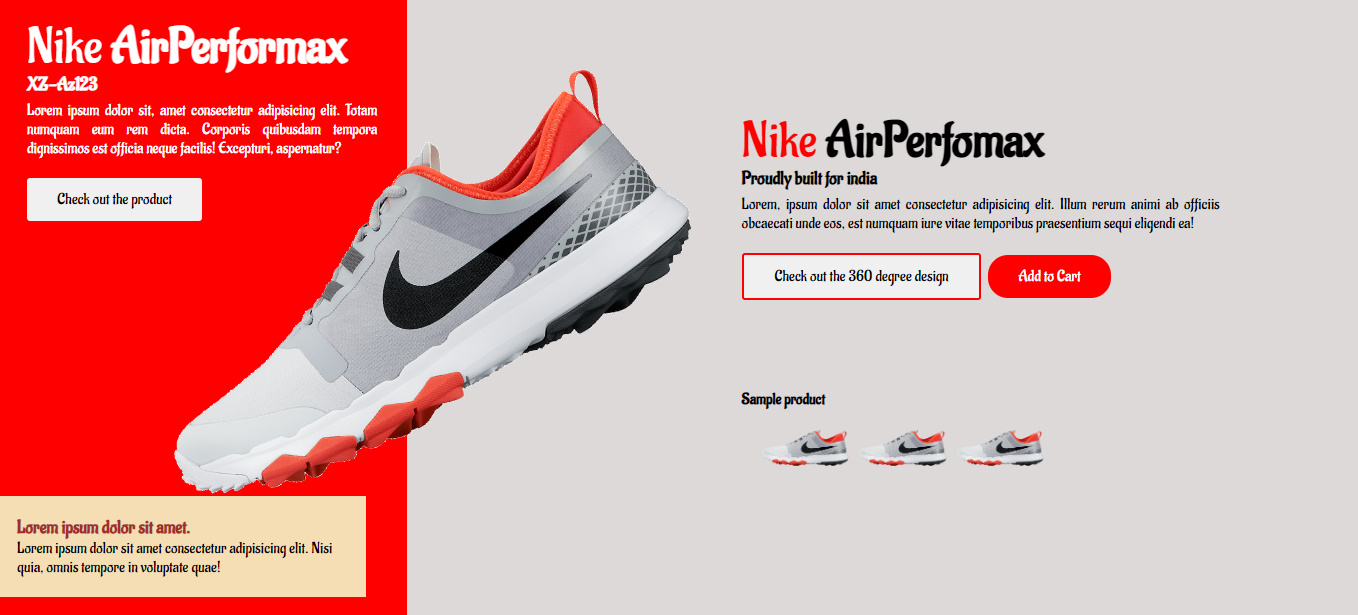 Nike AirPerformax
XZ-Az123
Lorem ipsum dolor sit, amet consectetur adipisicing elit. Totam
numquam eum rem dicta. Corporis quibusdam tempora
dignissimos est officia neque facilis! Excepturi, aspernatur?
Check out the product
Lorem ipsum dolor sit amet.
Lorem ipsum dolor sit amet consectetur adipisicing elit. Nisi
quia, omnis tempore in voluptate quae!
Nike AirPerfomax
Proudly built for india
Lorem, ipsum dolor sit amet consectetur adipisicing elit. Illum rerum animi ab officiis
obcaecati unde eos, est numquam iure vitae temporibus praesentium sequi eligendi ea!
Check out the 360 degree design
Add to Cart
Sample product